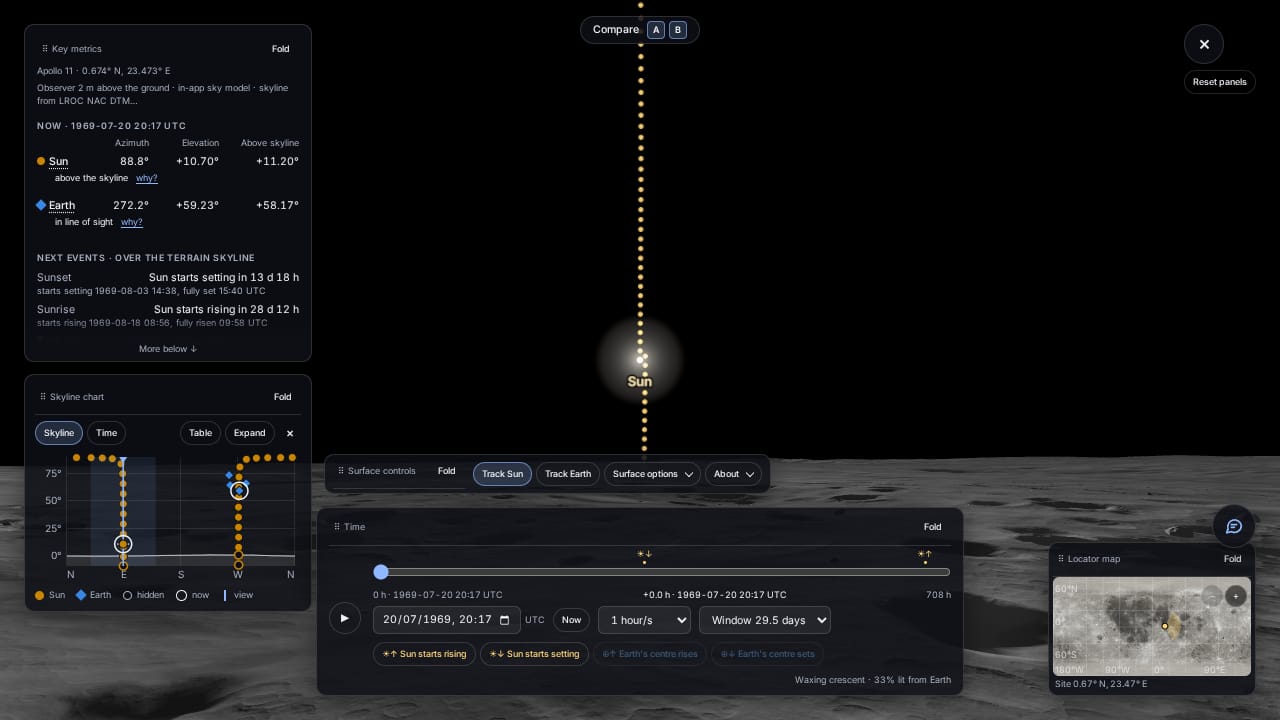 Compare A B
×
Reset panels
⠿ Key metrics Fold
Apollo 11 · 0.674° N, 23.473° E
Observer 2 m above the ground · in-app sky model · skyline
from LROC NAC DTM…
NOW · 1969-07-20 20:17 UTC
Azimuth Elevation Above skyline
Sun 88.8° +10.70° +11.20°
above the skyline why?
Earth 272.2° +59.23° +58.17°
in line of sight why?
NEXT EVENTS · OVER THE TERRAIN SKYLINE
Sunset Sun starts setting in 13 d 18 h
starts setting 1969-08-03 14:38, fully set 15:40 UTC
Sunrise Sun starts rising in 28 d 12 h
starts rising 1969-08-18 08:56, fully risen 09:58 UTC
More below ↓
Sun
⠿ Skyline chart Fold
Skyline Time Table Expand ×
75°
50°
25°
0°
N E S W N
Sun Earth hidden now view
⠿ Surface controls Fold Track Sun Track Earth Surface options About
⠿ Time Fold
☀↓ ☀↑
0 h · 1969-07-20 20:17 UTC +0.0 h · 1969-07-20 20:17 UTC 708 h
▶ 20/07/1969, 20:17 UTC Now 1 hour/s Window 29.5 days
☀↑ Sun starts rising ☀↓ Sun starts setting ⊕↑ Earth's centre rises ⊕↓ Earth's centre sets
Waxing crescent · 33% lit from Earth
⠿ Locator map Fold
60°N − +
0°
60°S
180°W 90°W 0° 90°E
Site 0.67° N, 23.47° E